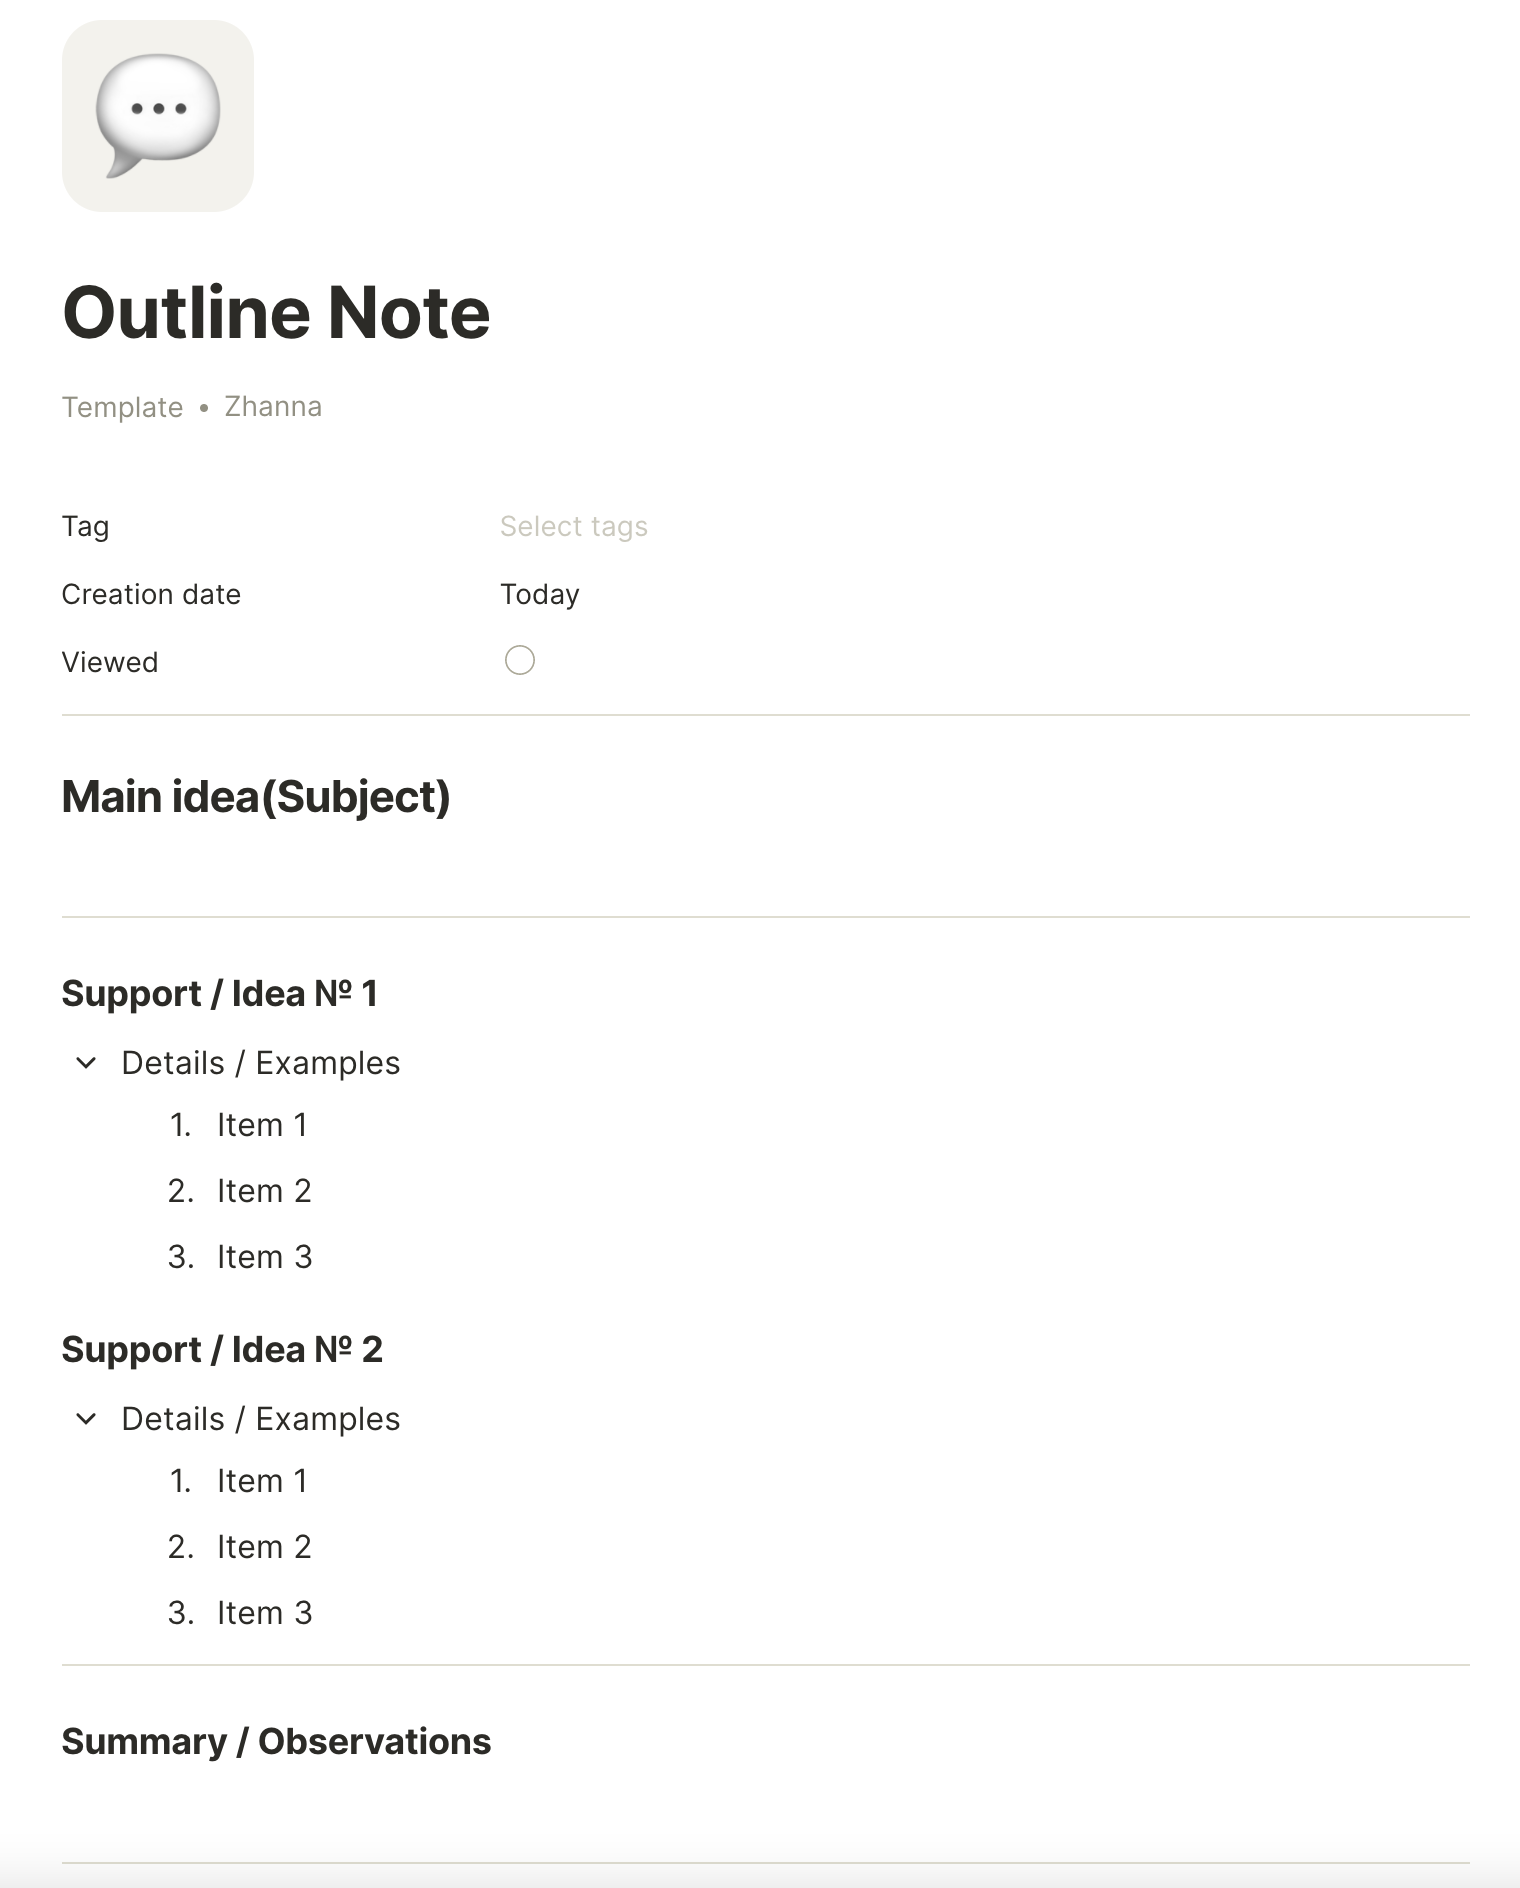 Outline Note
Template • Zhanna
Tag Select tags
Creation date Today
Viewed
Main idea(Subject)
Support / Idea № 1
Details / Examples
1. Item 1
2. Item 2
3. Item 3
Support / Idea № 2
Details / Examples
1. Item 1
2. Item 2
3. Item 3
Summary / Observations